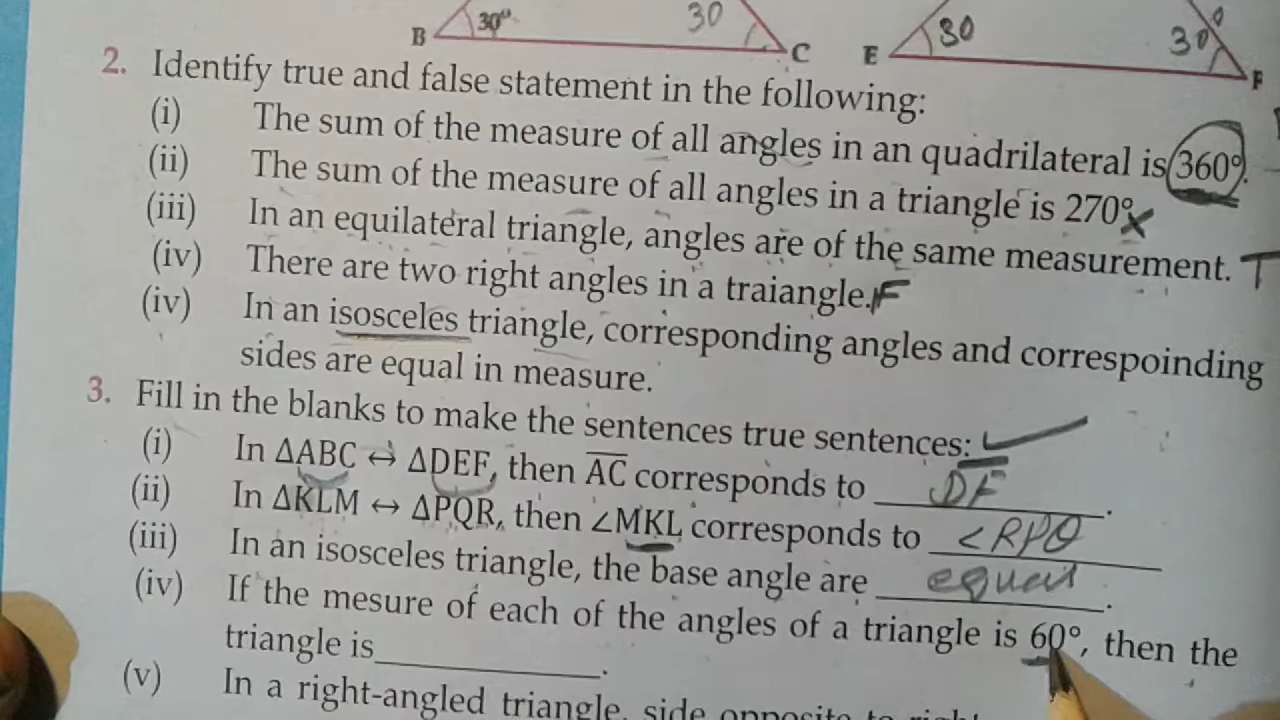 B 30° 30 C E 30 30° F
2. Identify true and false statement in the following:
(i) The sum of the measure of all angles in an quadrilateral is 360°.
(ii) The sum of the measure of all angles in a triangle is 270° x
(iii) In an equilateral triangle, angles are of the same measurement. T
(iv) There are two right angles in a traiangle. F
(iv) In an isosceles triangle, corresponding angles and correspoinding
sides are equal in measure.
3. Fill in the blanks to make the sentences true sentences:
(i) In ΔABC ↔ ΔDEF, then A̅C̅ corresponds to D̅F̅.
(ii) In ΔKLM ↔ ΔPQR, then ∠MKL corresponds to ∠RPQ
(iii) In an isosceles triangle, the base angle are equal.
(iv) If the mesure of each of the angles of a triangle is 60°, then the
triangle is ________.
(v) In a right-angled triangle, side opposite to